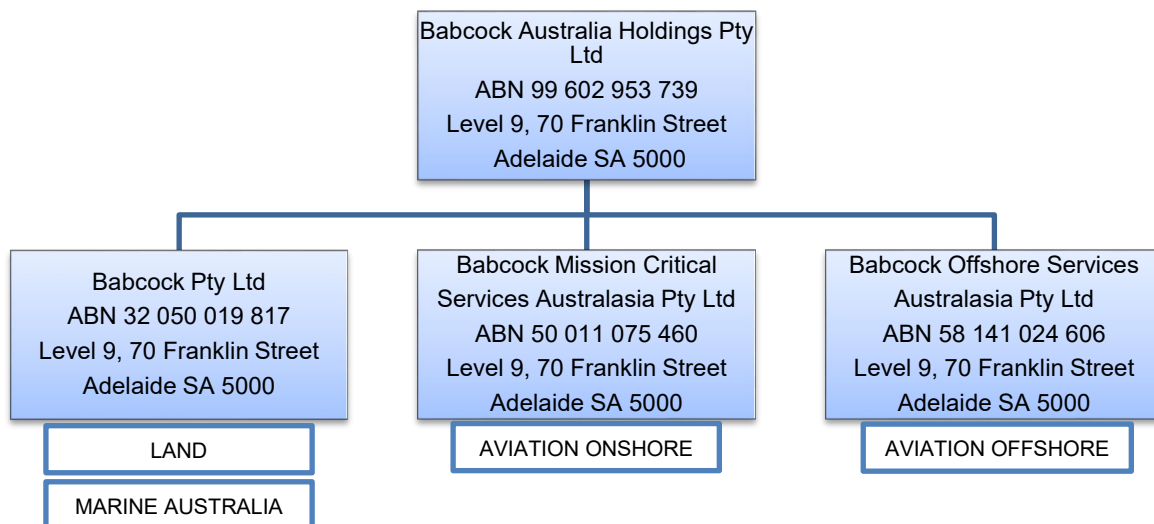 Babcock Australia Holdings Pty
Ltd
ABN 99 602 953 739
Level 9, 70 Franklin Street
Adelaide SA 5000
Babcock Pty Ltd
ABN 32 050 019 817
Level 9, 70 Franklin Street
Adelaide SA 5000
LAND
MARINE AUSTRALIA
Babcock Mission Critical
Services Australasia Pty Ltd
ABN 50 011 075 460
Level 9, 70 Franklin Street
Adelaide SA 5000
AVIATION ONSHORE
Babcock Offshore Services
Australasia Pty Ltd
ABN 58 141 024 606
Level 9, 70 Franklin Street
Adelaide SA 5000
AVIATION OFFSHORE